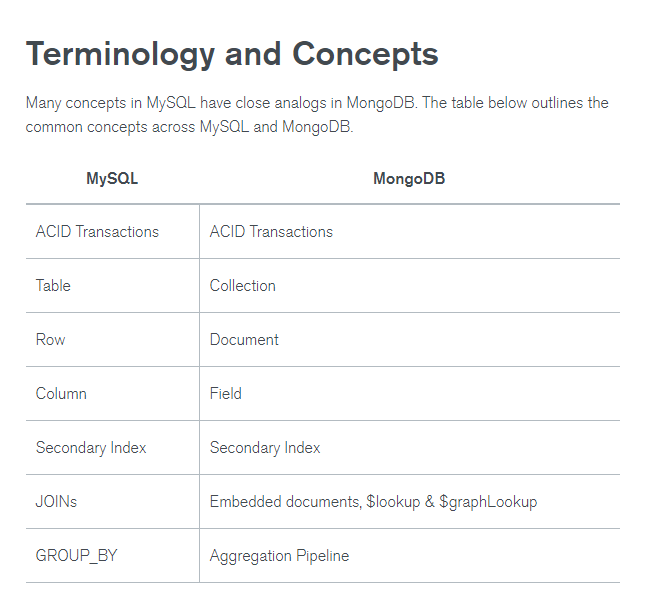 Terminology and Concepts
Many concepts in MySQL have close analogs in MongoDB. The table below outlines the
common concepts across MySQL and MongoDB.
MySQL MongoDB
ACID Transactions ACID Transactions
Table Collection
Row Document
Column Field
Secondary Index Secondary Index
JOINs Embedded documents, $lookup & $graphLookup
GROUP_BY Aggregation Pipeline